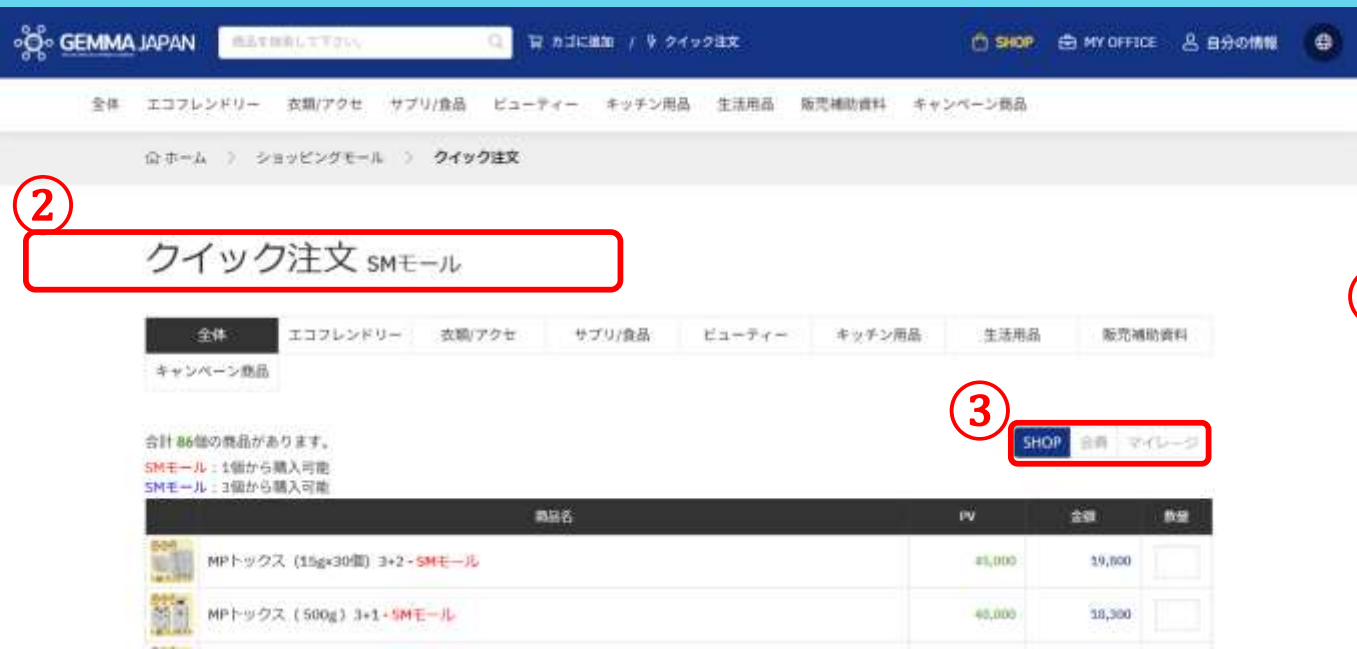 GEMMA JAPAN 商品を検索して下さい。 カゴに追加 / クイック注文 SHOP MY OFFICE 自分の情報
全体 エコフレンドリー 衣類/アクセ サプリ/食品 ビューティー キッチン用品 生活用品 販売補助資料 キャンペーン商品
ホーム > ショッピングモール > クイック注文
②
クイック注文 SMモール
全体 エコフレンドリー 衣類/アクセ サプリ/食品 ビューティー キッチン用品 生活用品 販売補助資料
キャンペーン商品
③
合計 86個の商品があります。 SHOP 会員 マイレージ
SMモール : 1個から購入可能
SMモール : 3個から購入可能
商品名 PV 金額 数量
MPトックス (15g×30個) 3+2 - SMモール 45,000 19,800
MPトックス ( 500g ) 3+1 - SMモール 40,000 18,300